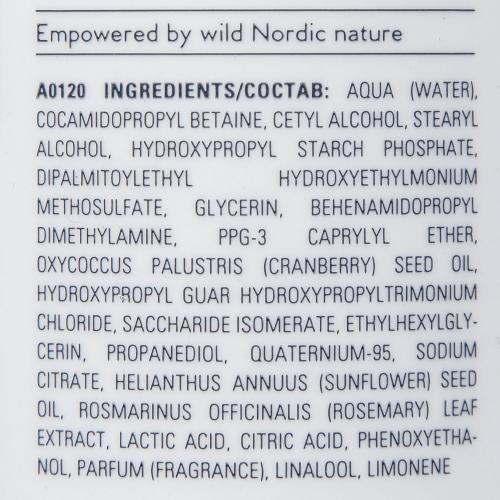 Empowered by wild Nordic nature
A0120 INGREDIENTS/COCTAB: AQUA (WATER),
COCAMIDOPROPYL BETAINE, CETYL ALCOHOL, STEARYL
ALCOHOL, HYDROXYPROPYL STARCH PHOSPHATE,
DIPALMITOYLETHYL HYDROXYETHYLMONIUM
METHOSULFATE, GLYCERIN, BEHENAMIDOPROPYL
DIMETHYLAMINE, PPG-3 CAPRYLYL ETHER,
OXYCOCCUS PALUSTRIS (CRANBERRY) SEED OIL,
HYDROXYPROPYL GUAR HYDROXYPROPYLTRIMONIUM
CHLORIDE, SACCHARIDE ISOMERATE, ETHYLHEXYLGLY-
CERIN, PROPANEDIOL, QUATERNIUM-95, SODIUM
CITRATE, HELIANTHUS ANNUUS (SUNFLOWER) SEED
OIL, ROSMARINUS OFFICINALIS (ROSEMARY) LEAF
EXTRACT, LACTIC ACID, CITRIC ACID, PHENOXYETHA-
NOL, PARFUM (FRAGRANCE), LINALOOL, LIMONENE